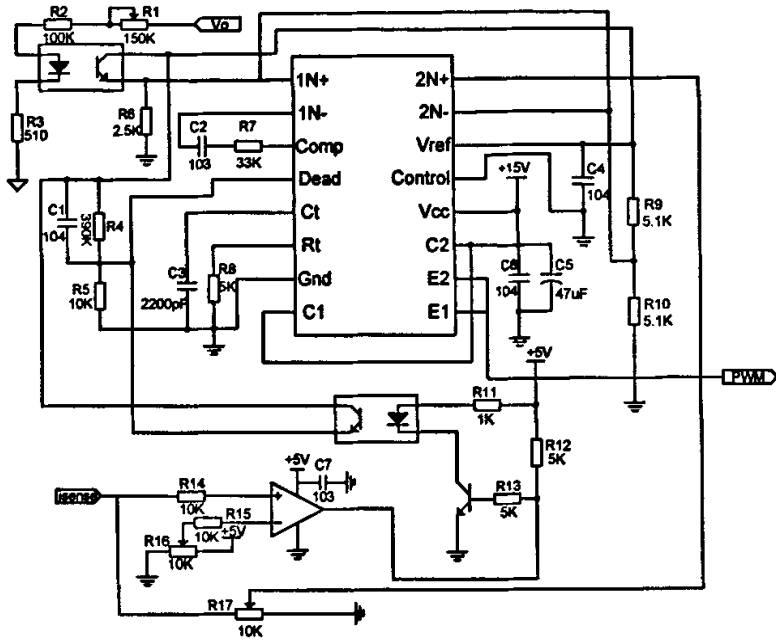 R2
R1
Vo
100K
150K
R3
510
R6
2.5K
1N+
2N+
1N-
2N-
C2
R7
103
33K
Comp
Vref
Dead
Control
Ct
Vcc
Rt
C2
Gnd
E2
C1
E1
+15V
C4
104
R9
5.1K
C1
104
R4
390K
R5
10K
C3
2200pF
R8
5K
C6
104
C5
47uF
R10
5.1K
+5V
PWM
R11
1K
R12
5K
R13
5K
Isense
R14
10K
+5V
C7
103
R15
10K
+5V
R16
10K
R17
10K